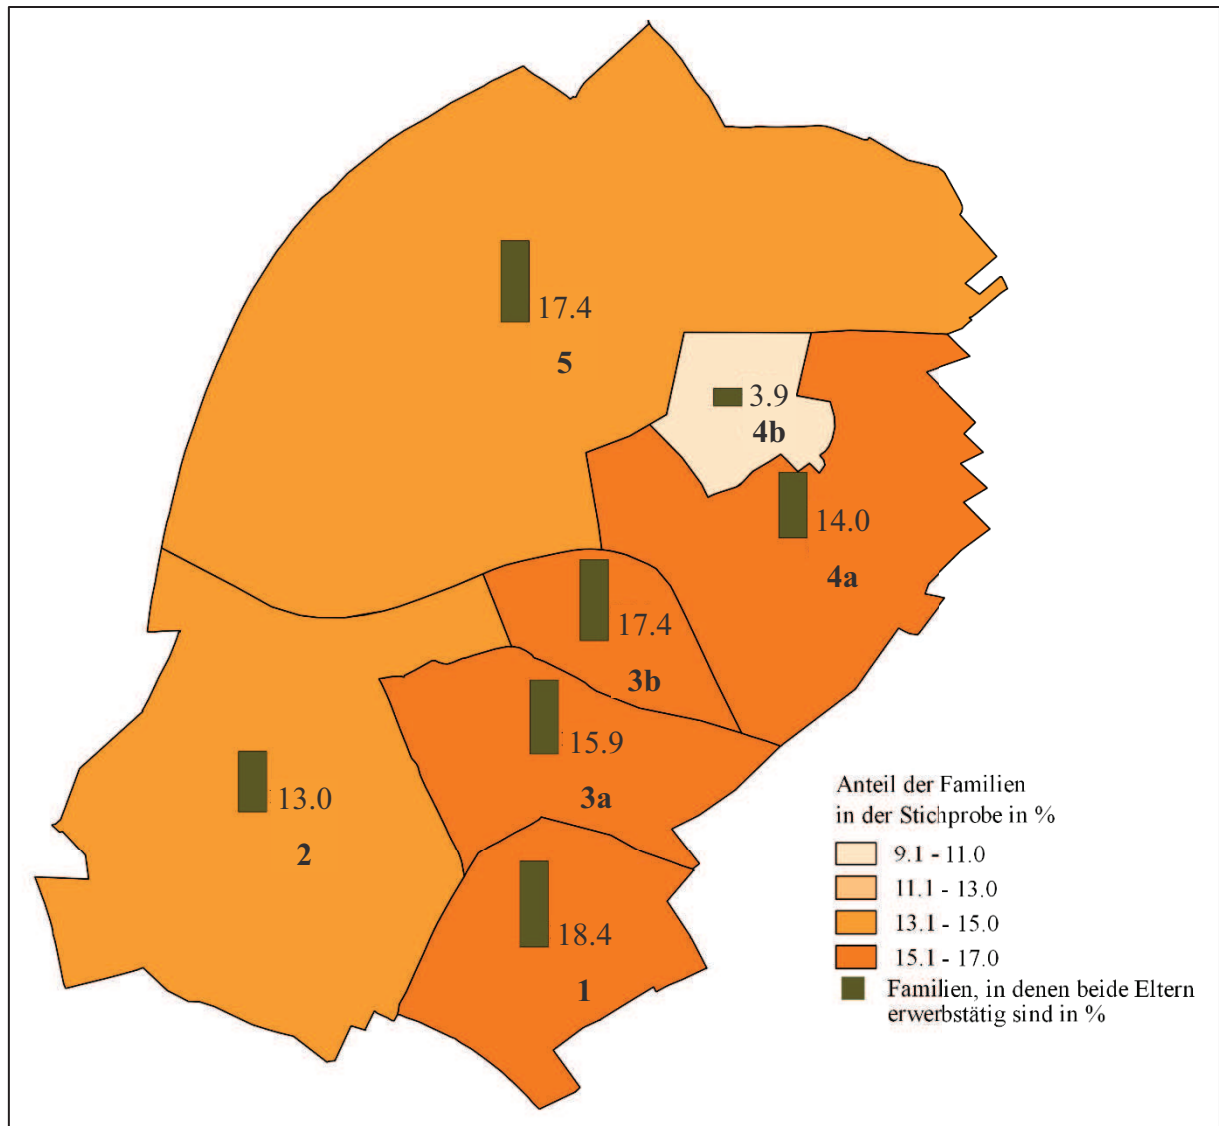 17.4
5
3.9
4b
14.0
4a
17.4
3b
15.9
3a
13.0
2
18.4
1
Anteil der Familien
in der Stichprobe in %
9.1 - 11.0
11.1 - 13.0
13.1 - 15.0
15.1 - 17.0
Familien, in denen beide Eltern
erwerbstätig sind in %